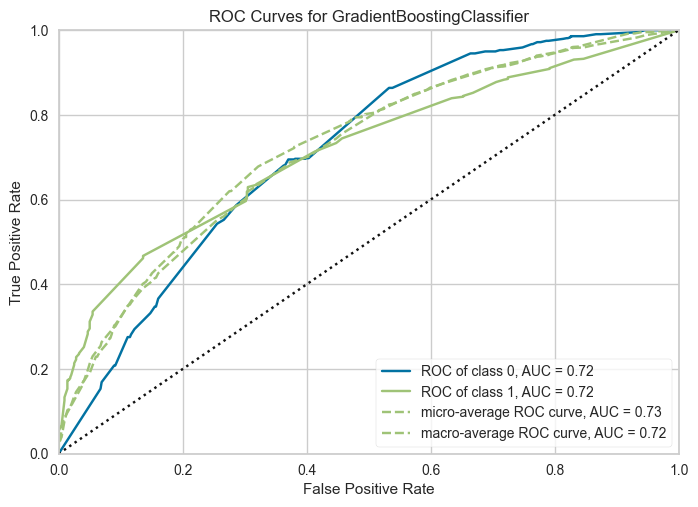 ROC Curves for GradientBoostingClassifier
1.0
0.8
0.6
0.4
0.2
0.0
True Positive Rate
0.0 0.2 0.4 0.6 0.8 1.0
False Positive Rate
ROC of class 0, AUC = 0.72
ROC of class 1, AUC = 0.72
micro-average ROC curve, AUC = 0.73
macro-average ROC curve, AUC = 0.72